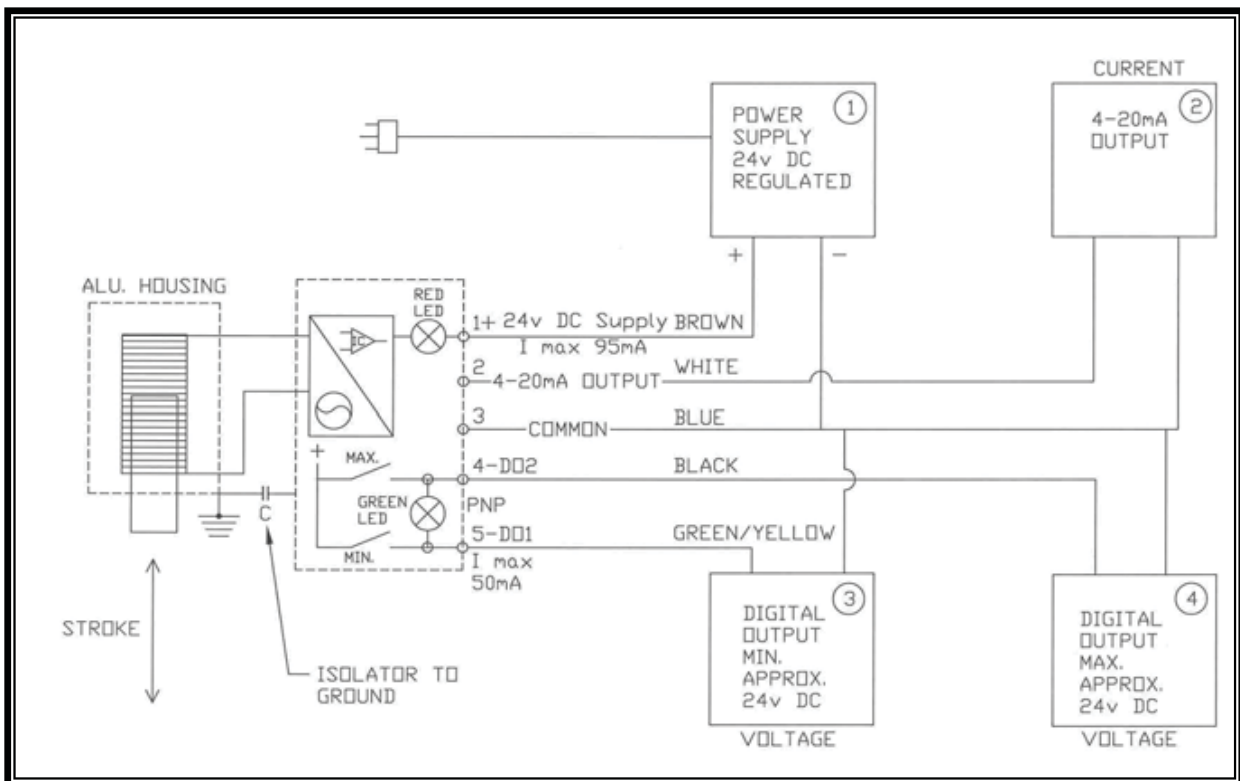 CURRENT
1
POWER
SUPPLY
24v DC
REGULATED
2
4-20mA
OUTPUT
+
-
ALU. HOUSING
RED
LED
IC
1+ 24v DC Supply BROWN
I max 95mA
2
4-20mA OUTPUT
WHITE
3
COMMON
BLUE
+
MAX.
4-DO2
BLACK
GREEN
LED
PNP
C
MIN.
5-DO1
GREEN/YELLOW
I max
50mA
STROKE
ISOLATOR TO
GROUND
3
DIGITAL
OUTPUT
MIN.
APPROX.
24v DC
VOLTAGE
4
DIGITAL
OUTPUT
MAX.
APPROX.
24v DC
VOLTAGE